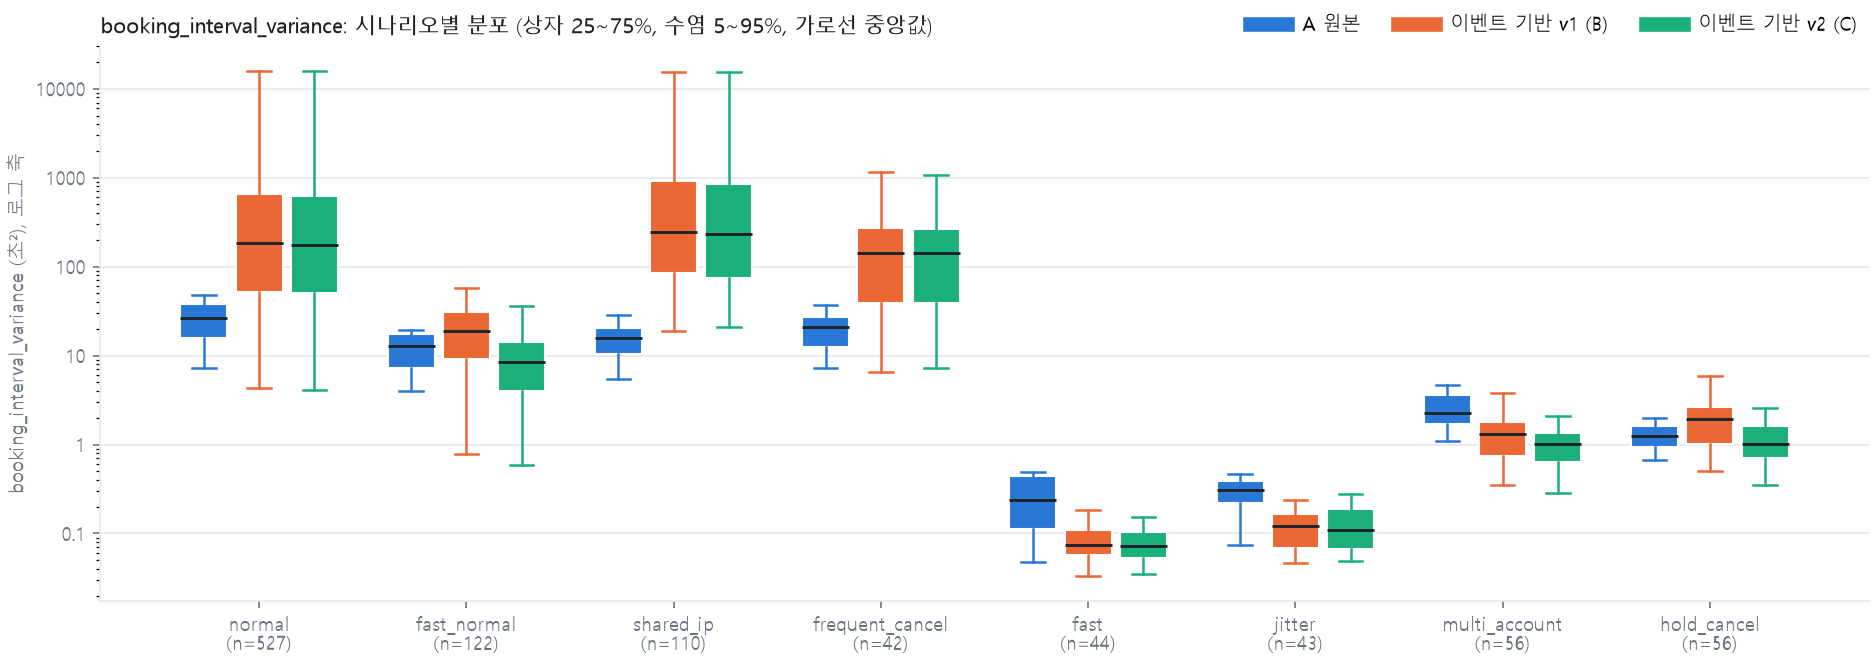 booking_interval_variance: 시나리오별 분포 (상자 25~75%, 수염 5~95%, 가로선 중앙값)
A 원본
이벤트 기반 v1 (B)
이벤트 기반 v2 (C)
booking_interval_variance (초²), 로그 축
10000
1000
100
10
1
0.1
normal
(n=527)
fast_normal
(n=122)
shared_ip
(n=110)
frequent_cancel
(n=42)
fast
(n=44)
jitter
(n=43)
multi_account
(n=56)
hold_cancel
(n=56)